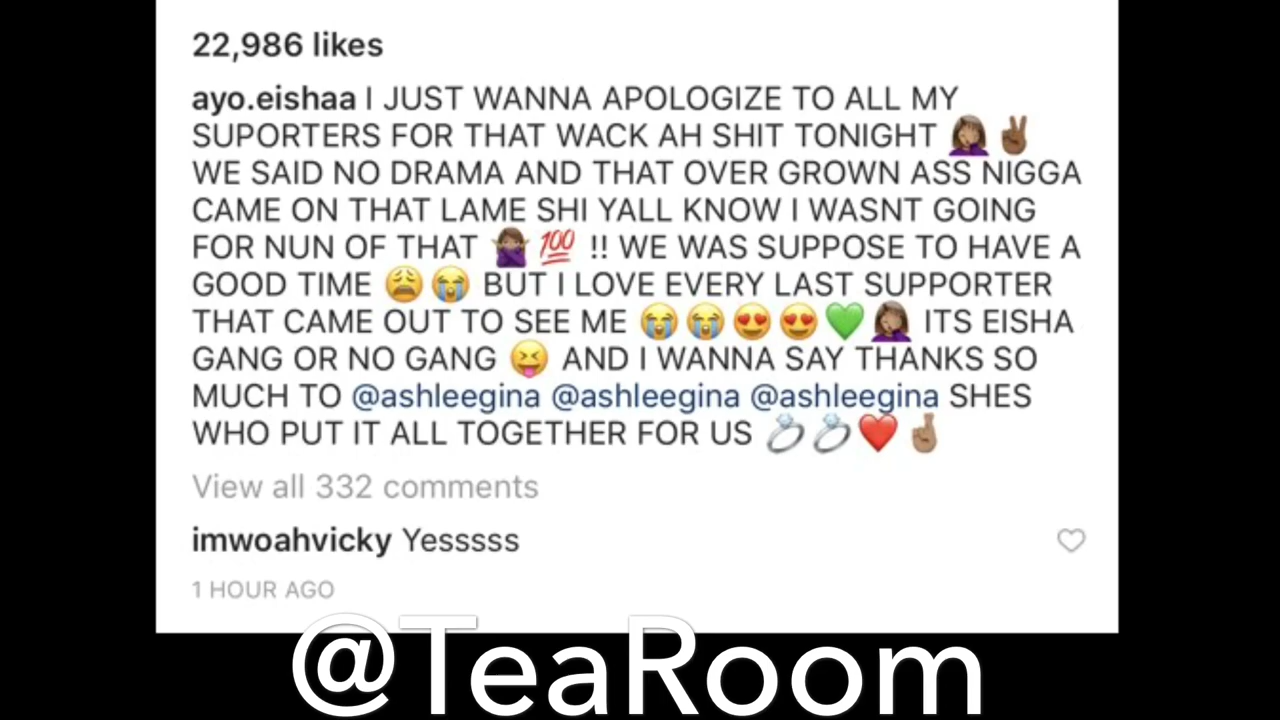 22,986 likes
ayo.eishaa I JUST WANNA APOLOGIZE TO ALL MY
SUPORTERS FOR THAT WACK AH SHIT TONIGHT 🤦🏽‍♀️✌🏾
WE SAID NO DRAMA AND THAT OVER GROWN ASS NIGGA
CAME ON THAT LAME SHI YALL KNOW I WASNT GOING
FOR NUN OF THAT 🙅🏽‍♀️💯 !! WE WAS SUPPOSE TO HAVE A
GOOD TIME 😩😭 BUT I LOVE EVERY LAST SUPPORTER
THAT CAME OUT TO SEE ME 😭😭😍😍💚🤦🏽‍♀️ ITS EISHA
GANG OR NO GANG 😝 AND I WANNA SAY THANKS SO
MUCH TO @ashleegina @ashleegina @ashleegina SHES
WHO PUT IT ALL TOGETHER FOR US 💍💍❤️🤞🏽
View all 332 comments
imwoahvicky Yesssss
1 HOUR AGO
@TeaRoom